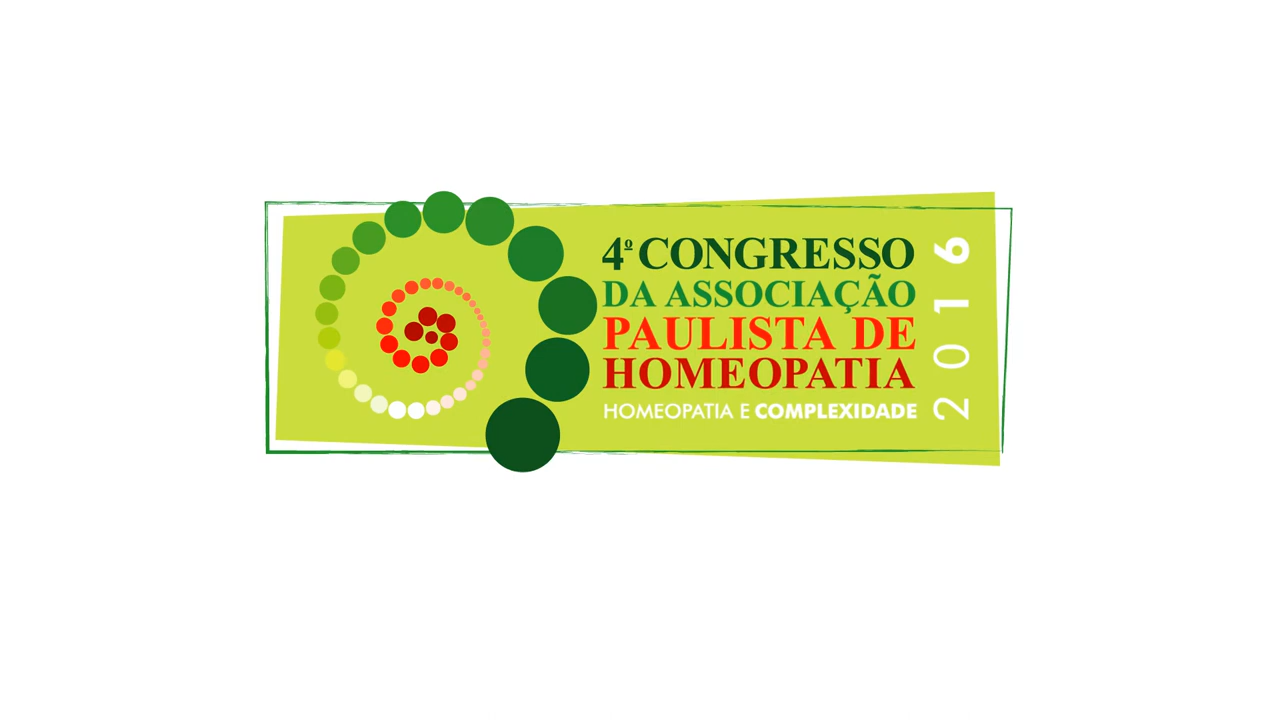 4º CONGRESSO
DA ASSOCIAÇÃO
PAULISTA DE
HOMEOPATIA
HOMEOPATIA E COMPLEXIDADE
2016